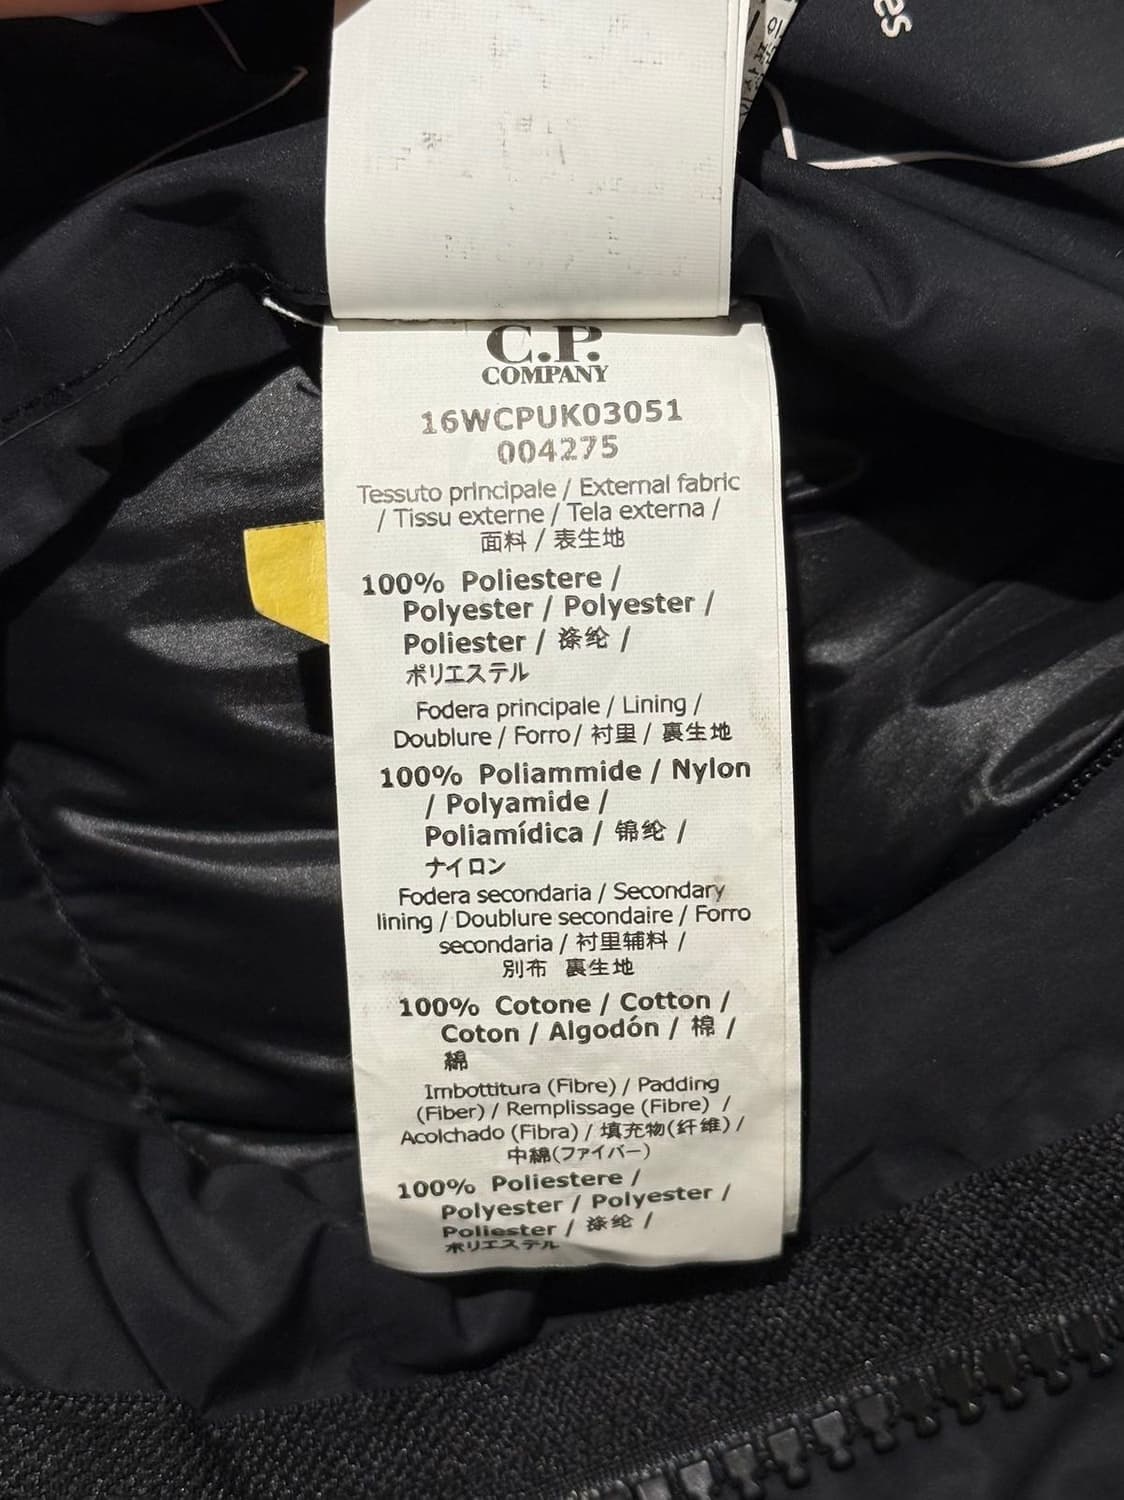 es
C.P.
COMPANY
16WCPUK03051
004275
Tessuto principale / External fabric
/ Tissu externe / Tela externa /
面料 / 表生地
100% Poliestere /
Polyester / Polyester /
Poliester / 涤纶 /
ポリエステル
Fodera principale / Lining /
Doublure / Forro / 衬里 / 裏生地
100% Poliammide / Nylon
/ Polyamide /
Poliamídica / 锦纶 /
ナイロン
Fodera secondaria / Secondary
lining / Doublure secondaire / Forro
secondaria / 衬里辅料 /
別布 裏生地
100% Cotone / Cotton /
Coton / Algodón / 棉 /
綿
Imbottitura (Fibre) / Padding
(Fiber) / Remplissage (Fibre) /
Acolchado (Fibra) / 填充物(纤维) /
中綿(ファイバー)
100% Poliestere /
Polyester / Polyester /
Poliester / 涤纶 /
ポリエステル